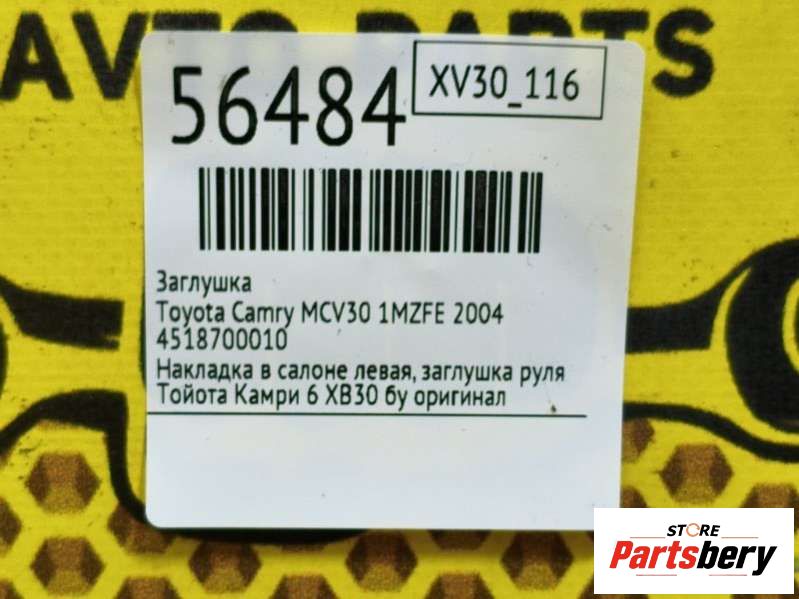 AVTO PARTS
56484
XV30_116
Заглушка
Toyota Camry MCV30 1MZFE 2004
4518700010
Накладка в салоне левая, заглушка руля
Тойота Камри 6 ХВ30 бу оригинал
STORE
Partsbery